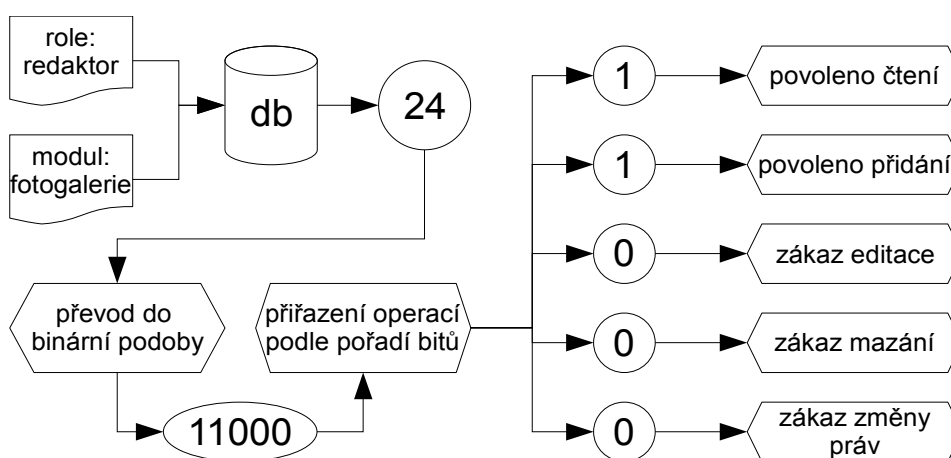 role:
redaktor
modul:
fotogalerie
db
24
převod do
binární podoby
11000
přiřazení operací
podle pořadí bitů
1
povoleno čtení
1
povoleno přidání
0
zákaz editace
0
zákaz mazání
0
zákaz změny
práv